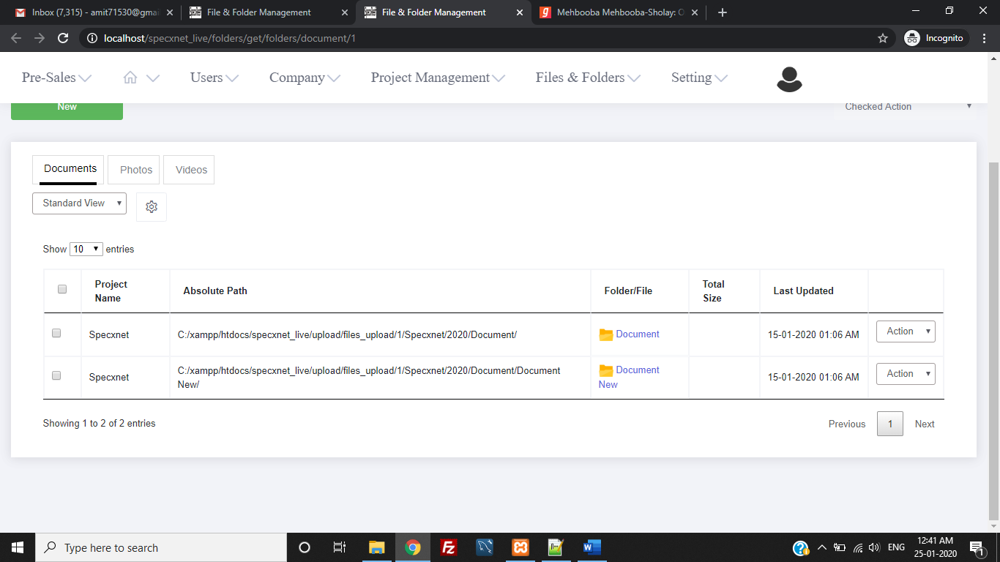 Inbox (7,315) - amit71530@gmai
File & Folder Management
File & Folder Management
Mehbooba Mehbooba-Sholay: O
localhost/specxnet_live/folders/get/folders/document/1
Incognito
Pre-Sales
Users
Company
Project Management
Files & Folders
Setting
New
Checked Action
Documents
Photos
Videos
Standard View
Show 10 entries
Project Name
Absolute Path
Folder/File
Total Size
Last Updated
Specxnet
C:/xampp/htdocs/specxnet_live/upload/files_upload/1/Specxnet/2020/Document/
Document
15-01-2020 01:06 AM
Action
Specxnet
C:/xampp/htdocs/specxnet_live/upload/files_upload/1/Specxnet/2020/Document/Document
New/
Document
New
15-01-2020 01:06 AM
Action
Showing 1 to 2 of 2 entries
Previous
1
Next
Type here to search
ENG
12:41 AM
25-01-2020
1